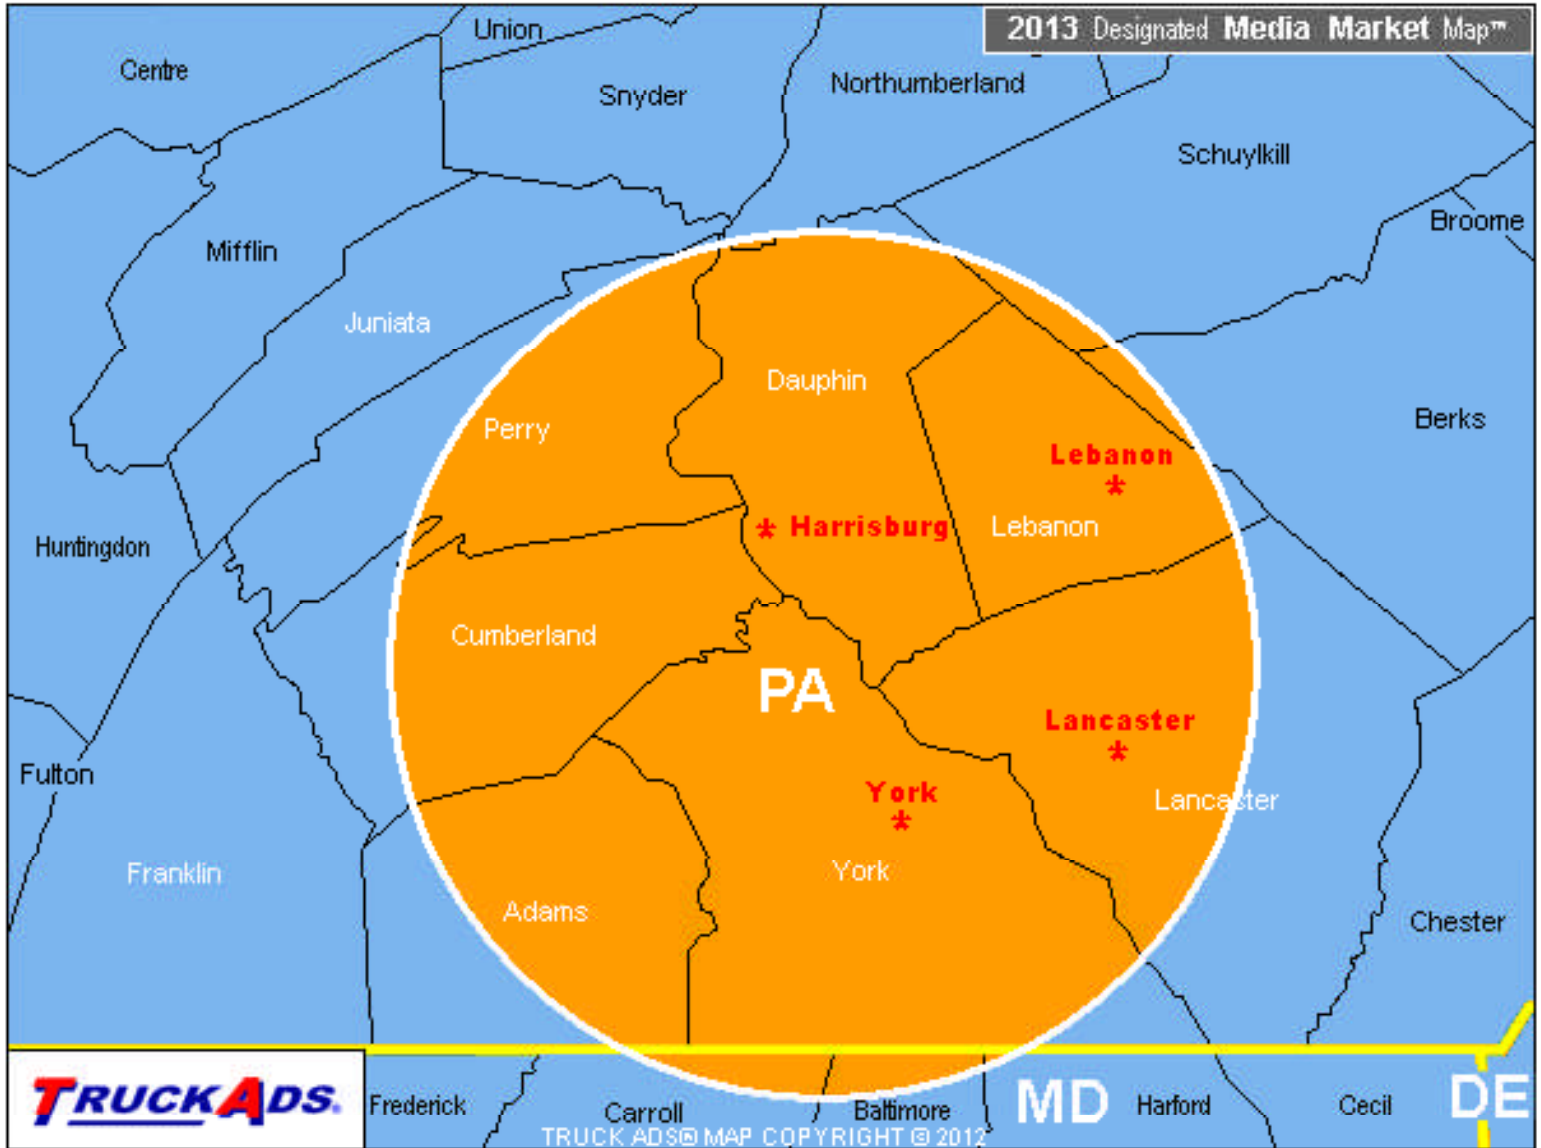 2013 Designated Media Market Map™
Union
Centre
Snyder
Northumberland
Schuylkill
Broome
Mifflin
Juniata
Dauphin
Perry
Berks
Lebanon
* Harrisburg
Lebanon
Huntingdon
Cumberland
PA
Lancaster
Fulton
York
Lancaster
York
Franklin
Adams
Chester
TRUCKADS.
Frederick
Carroll
Baltimore
MD
Harford
Cecil
DE
TRUCK ADS® MAP COPYRIGHT © 2012